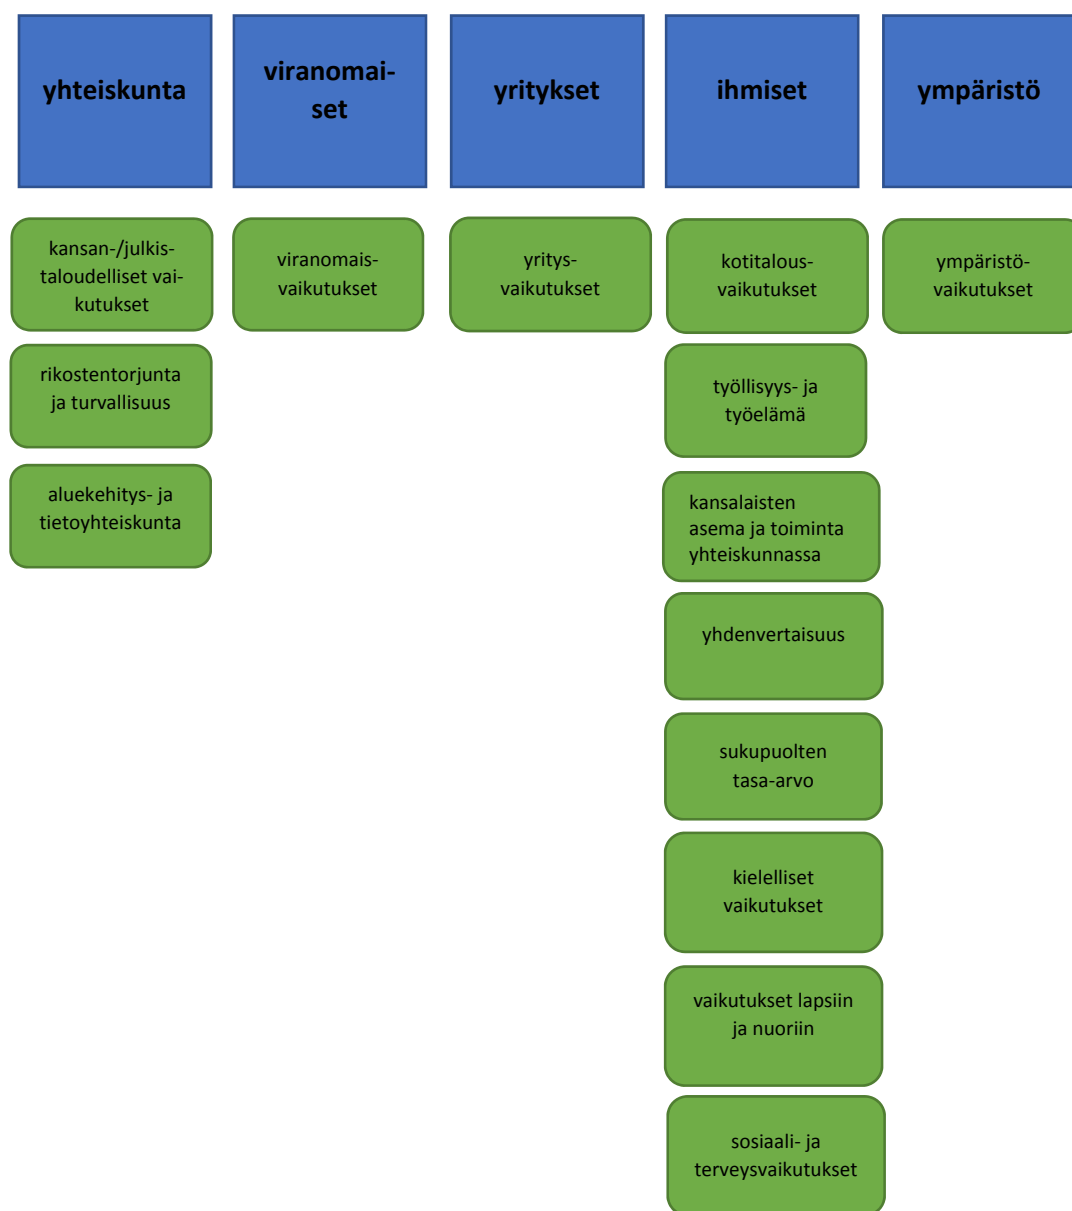 yhteiskunta
viranomai-
set
yritykset
ihmiset
ympäristö
kansan-/julkis-
taloudelliset vai-
kutukset
rikostentorjunta
ja turvallisuus
aluekehitys- ja
tietoyhteiskunta
viranomais-
vaikutukset
yritys-
vaikutukset
kotitalous-
vaikutukset
työllisyys- ja
työelämä
kansalaisten
asema ja toiminta
yhteiskunnassa
yhdenvertaisuus
sukupuolten
tasa-arvo
kielelliset
vaikutukset
vaikutukset lapsiin
ja nuoriin
sosiaali- ja
terveysvaikutukset
ympäristö-
vaikutukset